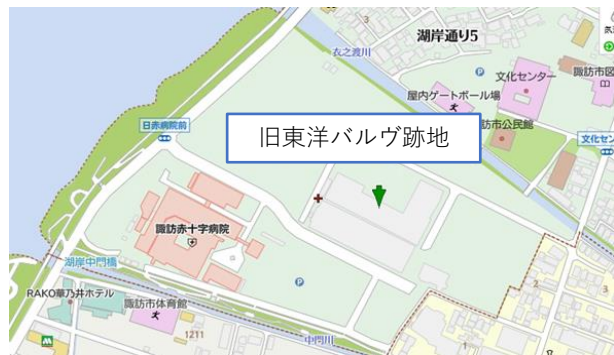 3
湖岸通り5
衣之渡川
P
文化センター
諏訪市図
屋内ゲートボール場
日赤病院前
旧東洋バルヴ跡地
訪市公民館
文化セン
諏訪赤十字病院
湖岸中門橋
P
RAKO華乃井ホテル
諏訪市体育館
1211
中門川
3
2
1